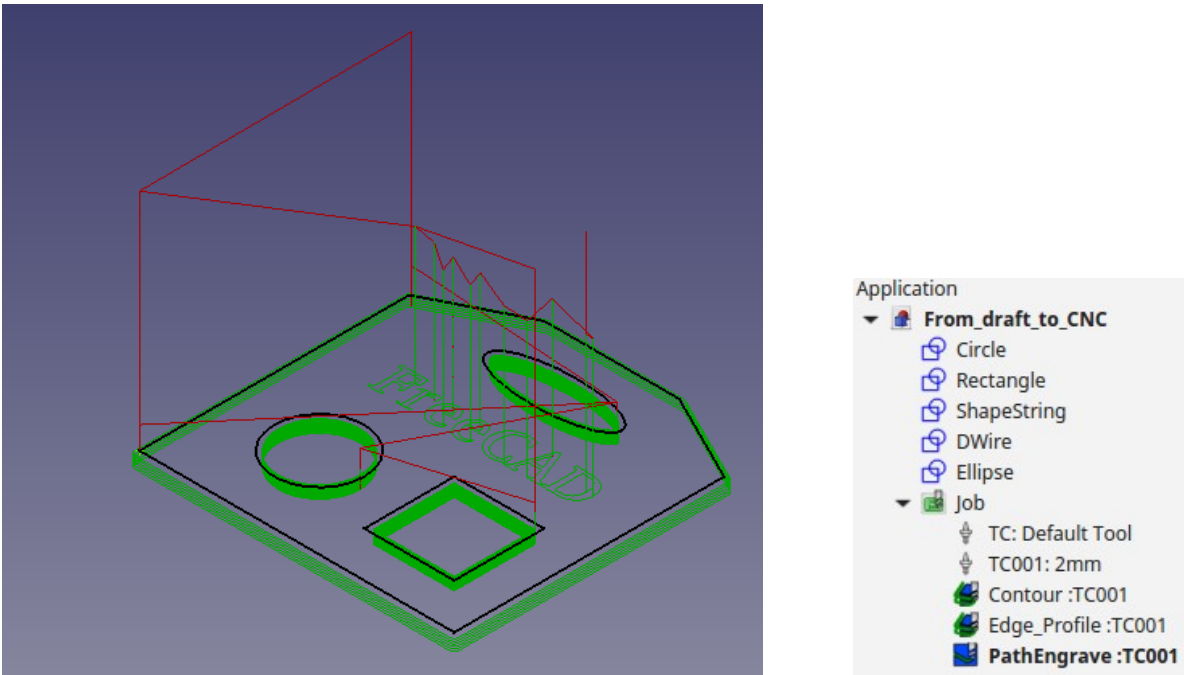 FreeCAD
Application
From_draft_to_CNC
Circle
Rectangle
ShapeString
DWire
Ellipse
Job
TC: Default Tool
TC001: 2mm
Contour :TC001
Edge_Profile :TC001
PathEngrave :TC001